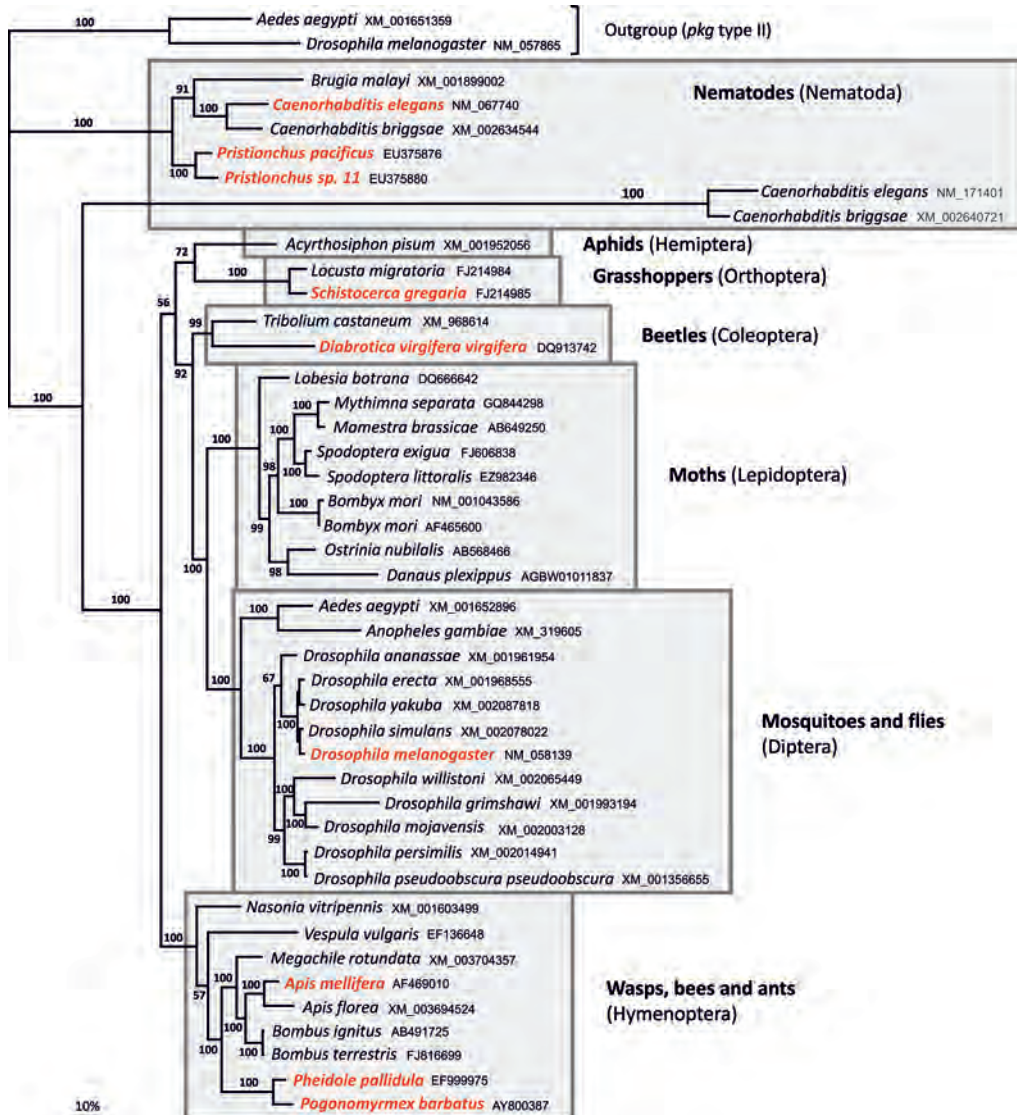 100
Aedes aegypti XM_001651359
Drosophila melanogaster NM_057865
Outgroup (pkg type II)
Nematodes (Nematoda)
100
91
Brugia malayi XM_001899002
100
Caenorhabditis elegans NM_067740
Caenorhabditis briggsae XM_002634544
100
Pristionchus pacificus EU375876
Pristionchus sp. 11 EU375880
100
Caenorhabditis elegans NM_171401
Caenorhabditis briggsae XM_002640721
72
Acyrthosiphon pisum XM_001952056
Aphids (Hemiptera)
100
Locusta migratoria FJ214984
Schistocerca gregaria FJ214985
Grasshoppers (Orthoptera)
56
99
Tribolium castaneum XM_968614
Diabrotica virgifera virgifera DQ913742
Beetles (Coleoptera)
92
100
100
Lobesia botrana DQ666642
100
Mythimna separata GQ844298
Mamestra brassicae AB649250
100
100
Spodoptera exigua FJ606838
Spodoptera littoralis EZ982346
98
100
Bombyx mori NM_001043586
Bombyx mori AF465600
99
98
Ostrinia nubilalis AB568466
Danaus plexippus AGBW01011837
Moths (Lepidoptera)
100
100
100
Aedes aegypti XM_001652896
Anopheles gambiae XM_319605
67
Drosophila ananassae XM_001961954
Drosophila erecta XM_001968555
Drosophila yakuba XM_002087818
100
Drosophila simulans XM_002078022
Drosophila melanogaster NM_058139
100
100
100
Drosophila willistoni XM_002065449
Drosophila grimshawi XM_001993194
100
Drosophila mojavensis XM_002003128
99
Drosophila persimilis XM_002014941
100
Drosophila pseudoobscura pseudoobscura XM_001356655
Mosquitoes and flies
(Diptera)
100
Nasonia vitripennis XM_001603499
Vespula vulgaris EF136648
57
100
Megachile rotundata XM_003704357
100
Apis mellifera AF469010
Apis florea XM_003694524
100
Bombus ignitus AB491725
100
Bombus terrestris FJ816699
100
100
Pheidole pallidula EF999975
Pogonomyrmex barbatus AY800387
Wasps, bees and ants
(Hymenoptera)
10%